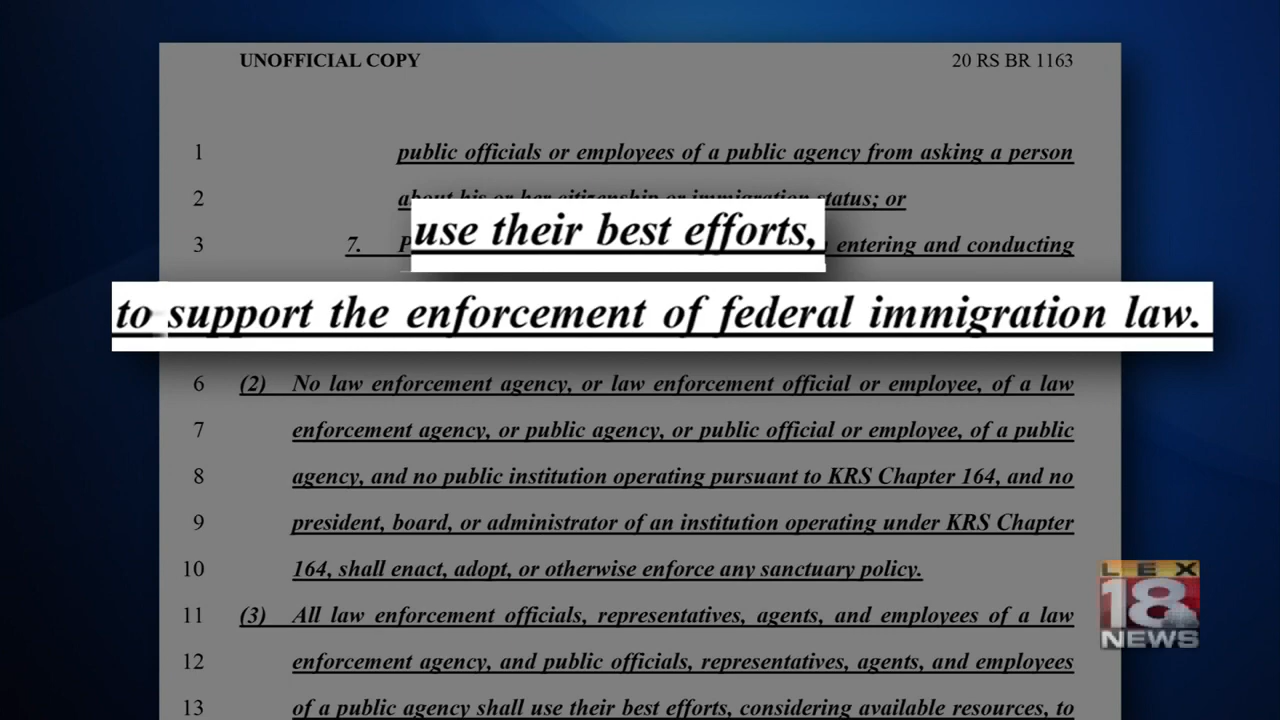 UNOFFICIAL COPY 20 RS BR 1163
1 public officials or employees of a public agency from asking a person
2 status; or
use their best efforts,
3 7. entering and conducting
to support the enforcement of federal immigration law.
6 (2) No law enforcement agency, or law enforcement official or employee, of a law
7 enforcement agency, or public agency, or public official or employee, of a public
8 agency, and no public institution operating pursuant to KRS Chapter 164, and no
9 president, board, or administrator of an institution operating under KRS Chapter
10 164, shall enact, adopt, or otherwise enforce any sanctuary policy.
11 (3) All law enforcement officials, representatives, agents, and employees of a law
12 enforcement agency, and public officials, representatives, agents, and employees
13 of a public agency shall use their best efforts, considering available resources, to
LEX
18
NEWS